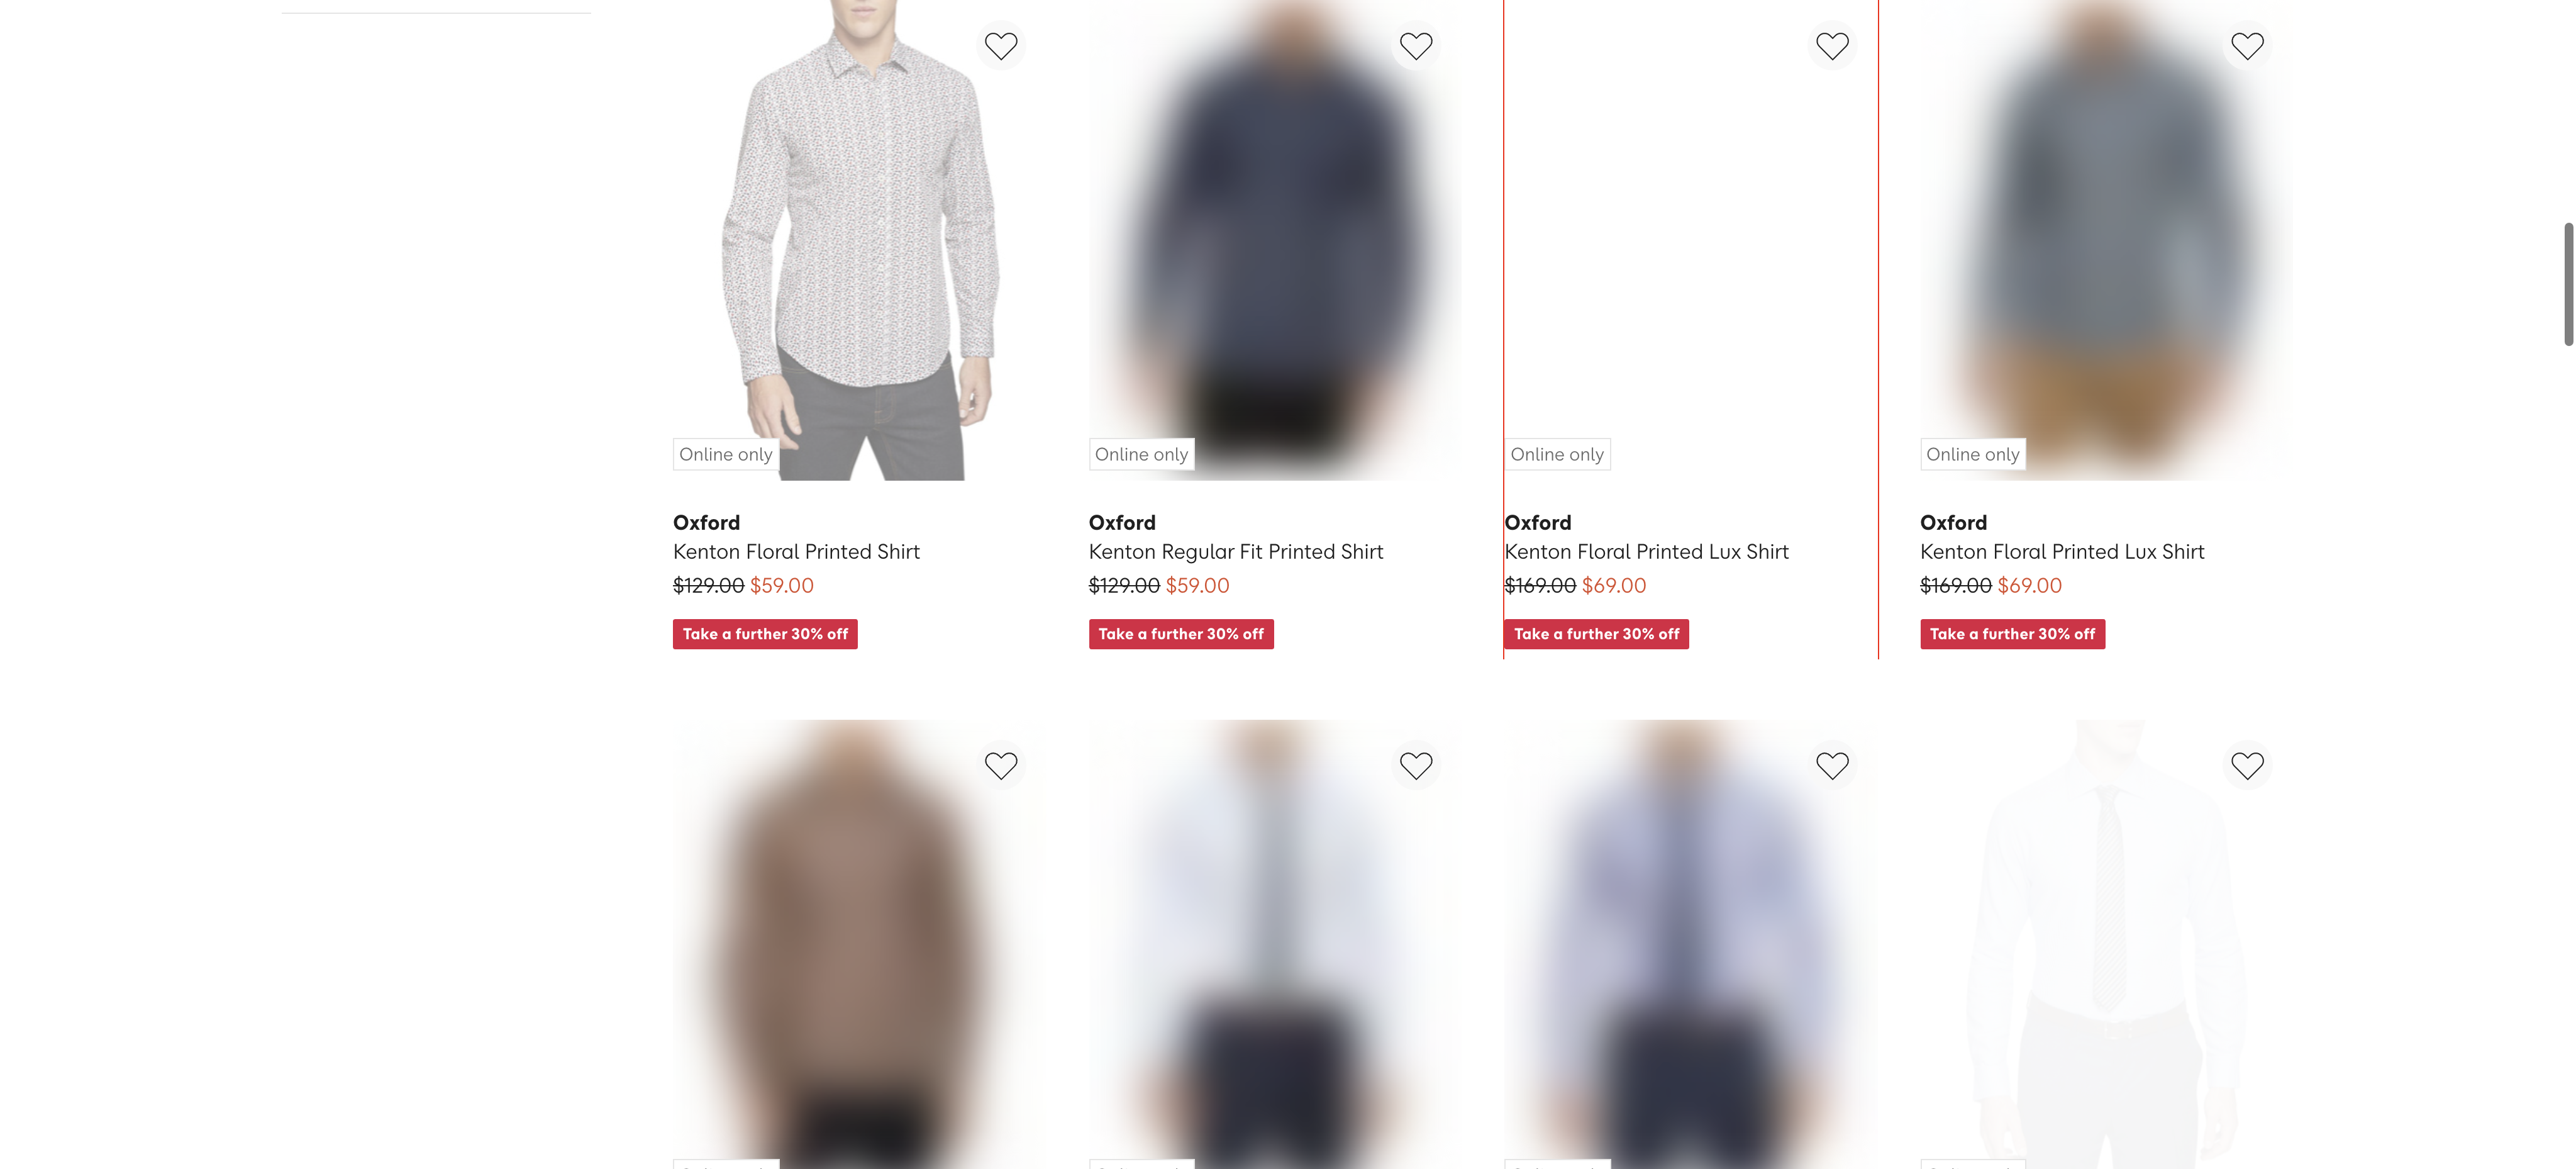 Online only
Online only
Online only
Online only
Oxford
Kenton Floral Printed Shirt
$129.00 $59.00
Take a further 30% off
Oxford
Kenton Regular Fit Printed Shirt
$129.00 $59.00
Take a further 30% off
Oxford
Kenton Floral Printed Lux Shirt
$169.00 $69.00
Take a further 30% off
Oxford
Kenton Floral Printed Lux Shirt
$169.00 $69.00
Take a further 30% off